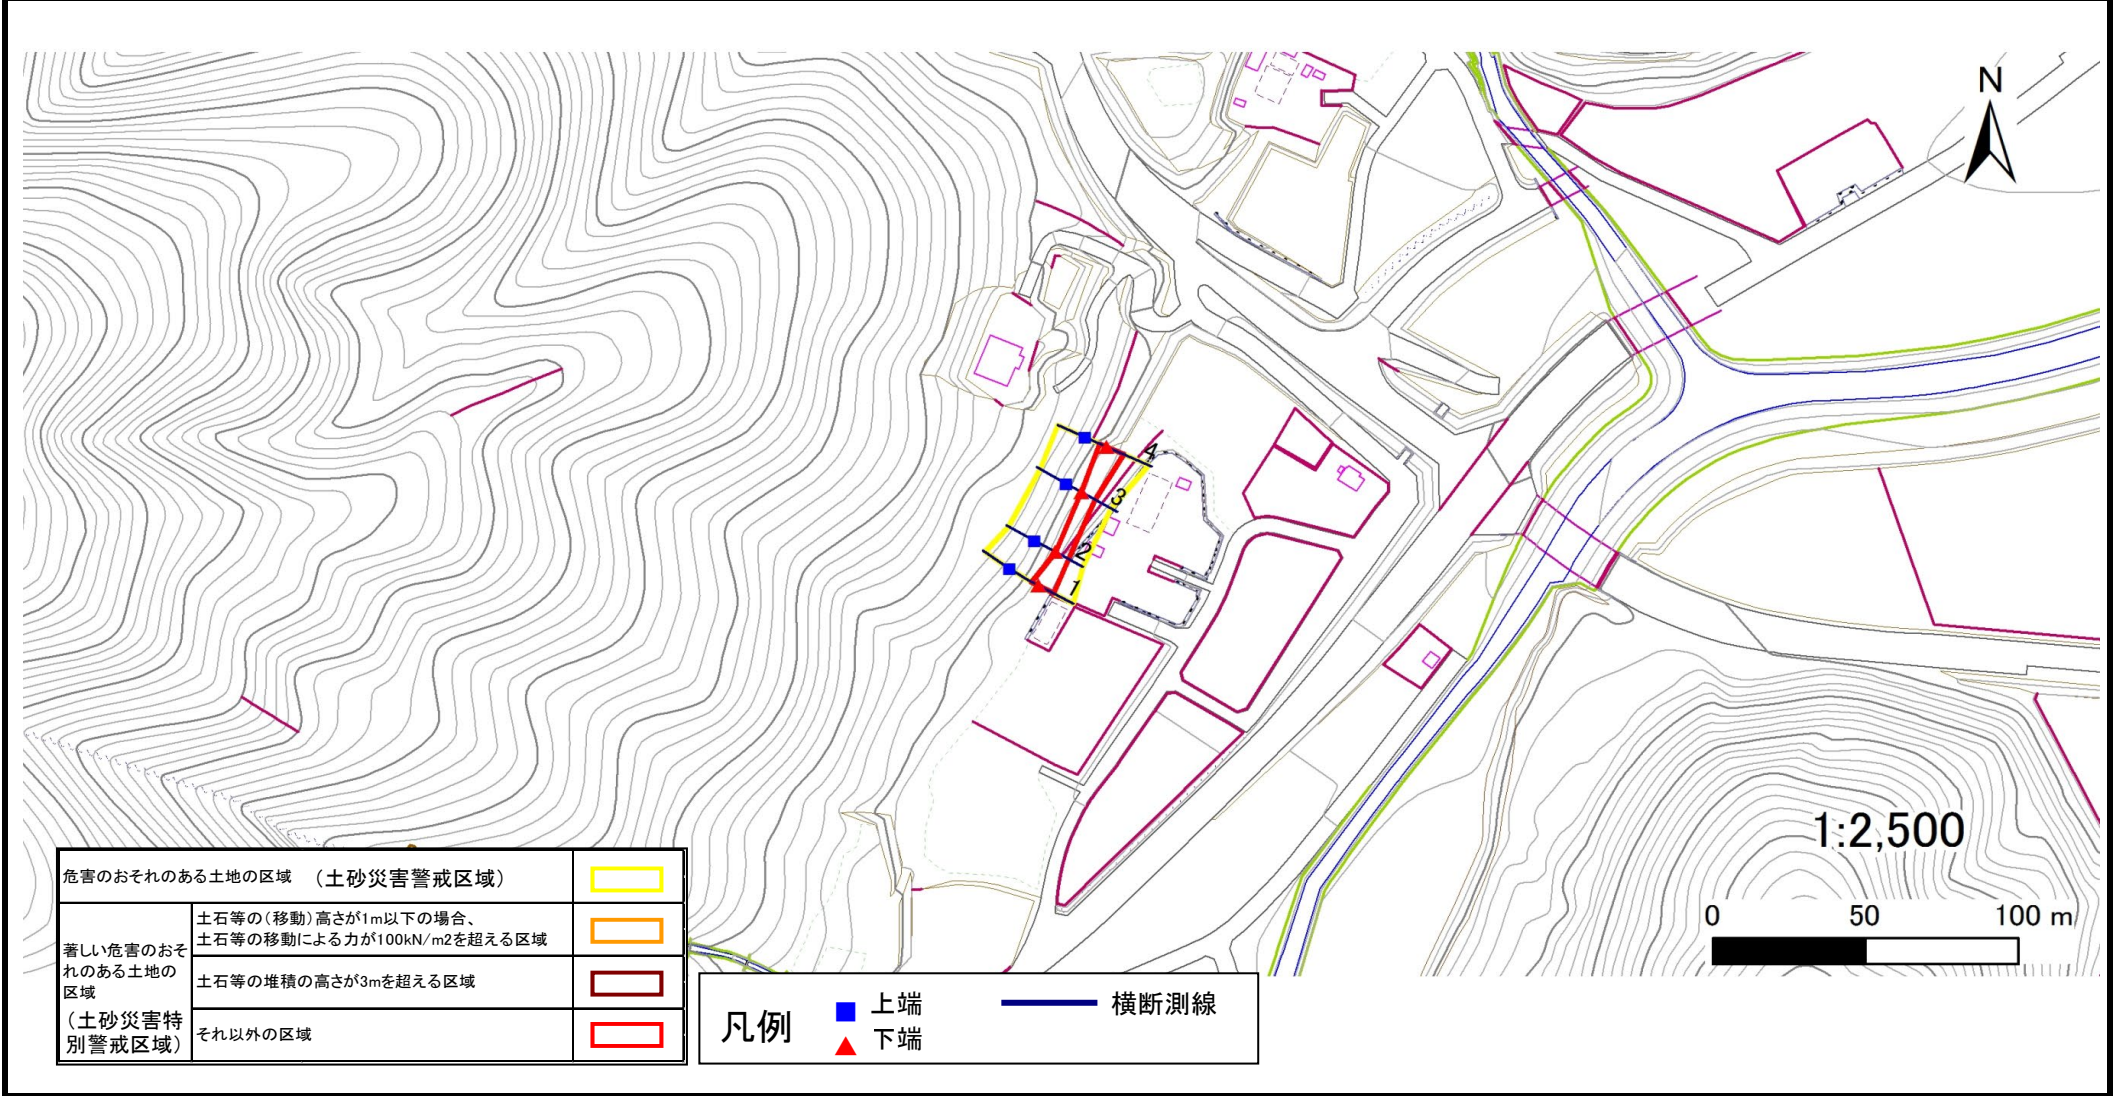 N
4
3
2
1
1:2,500
0 50 100 m
危害のおそれのある土地の区域 （土砂災害警戒区域）
著しい危害のおそ
れのある土地の
区域
（土砂災害特
別警戒区域）
土石等の（移動）高さが1m以下の場合、
土石等の移動による力が100kN/m2を超える区域
土石等の堆積の高さが3mを超える区域
それ以外の区域
凡例
上端
下端
横断測線